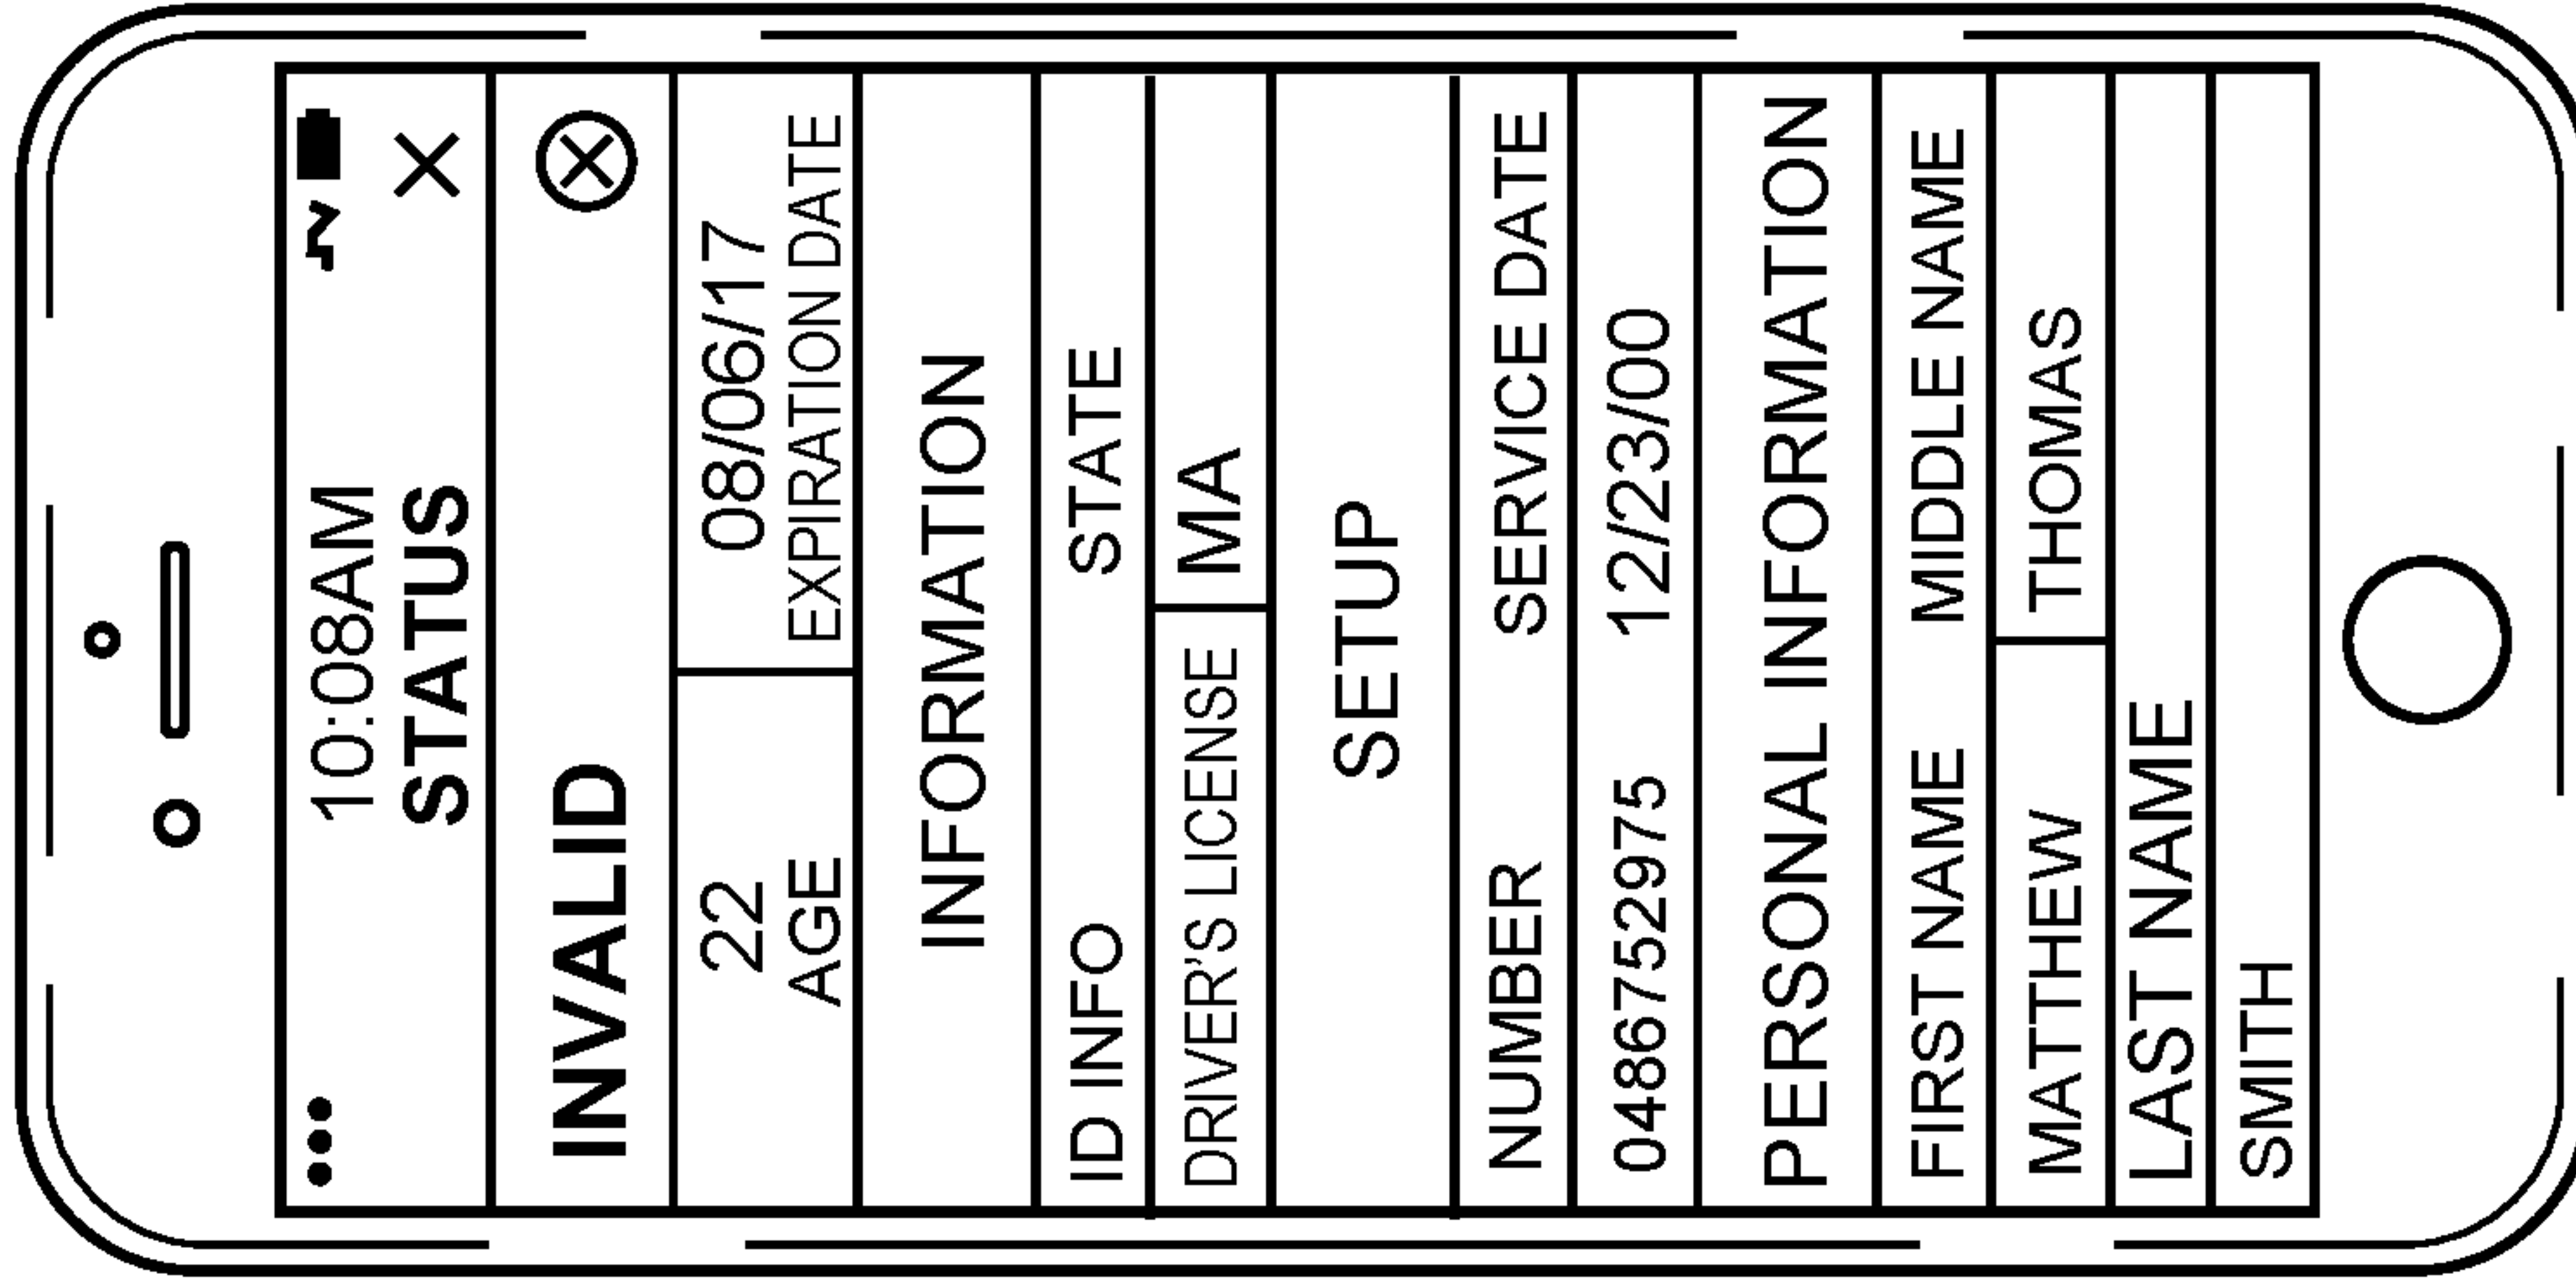 10:08AM
STATUS
INVALID
22 08/06/17
AGE EXPIRATION DATE
INFORMATION
ID INFO STATE
DRIVER'S LICENSE MA
SETUP
NUMBER SERVICE DATE
0486752975 12/23/00
PERSONAL INFORMATION
FIRST NAME MIDDLE NAME
MATTHEW THOMAS
LAST NAME
SMITH